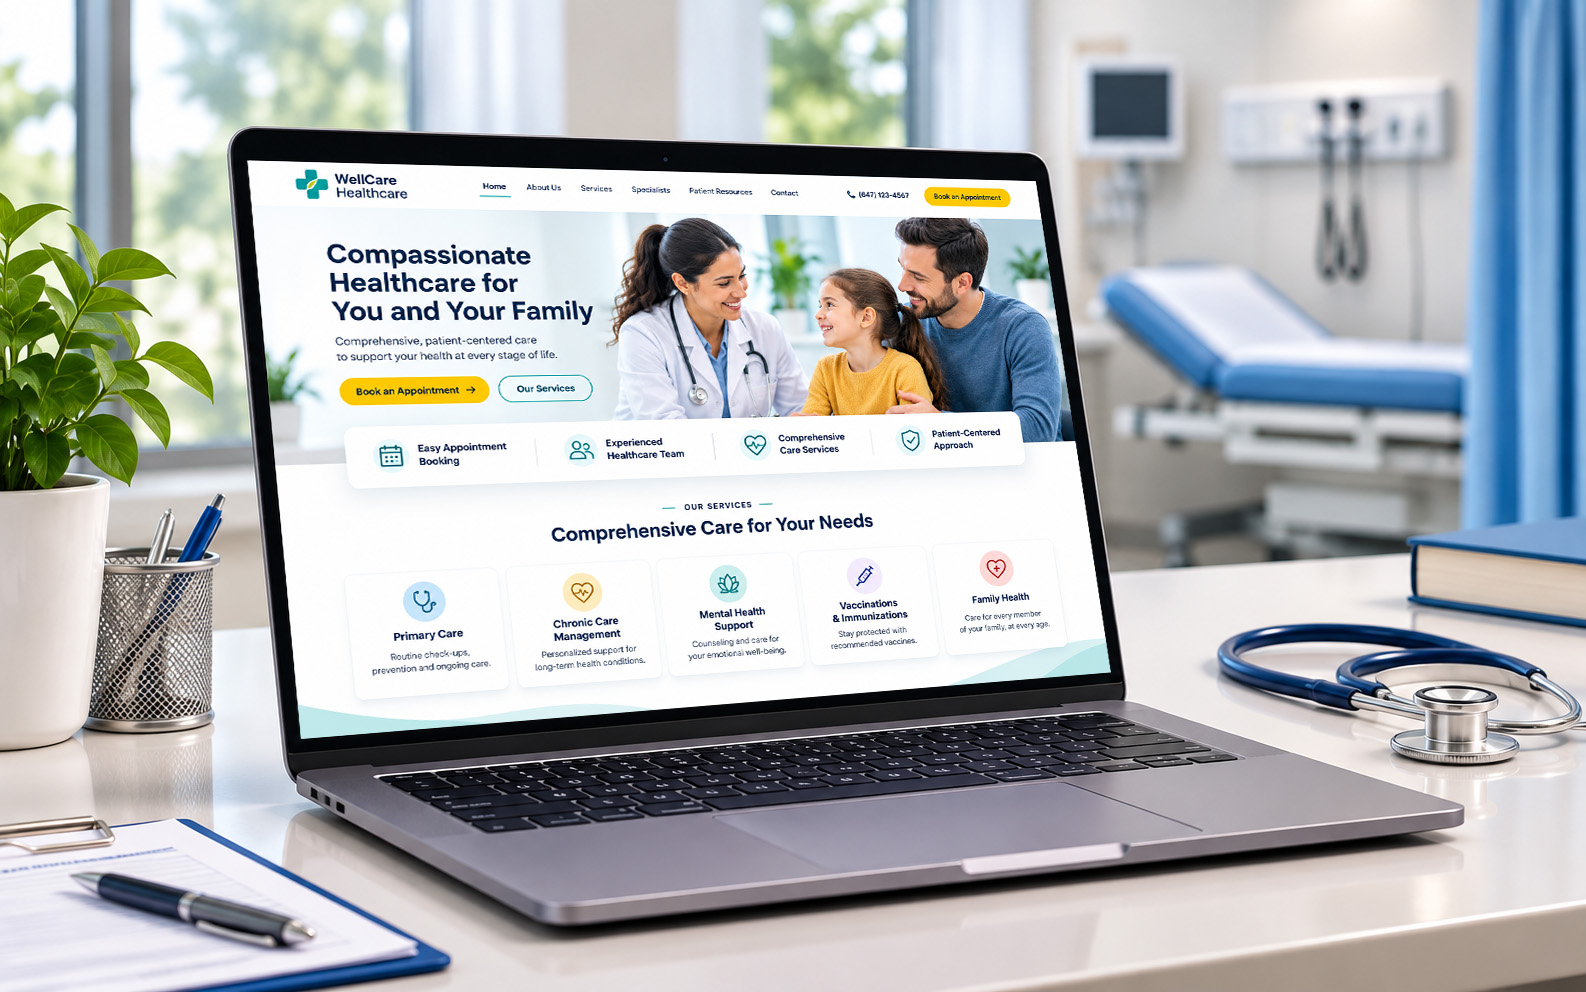 WellCare
Healthcare
Home
About Us
Services
Specialists
Patient Resources
Contact
(647) 123-4567
Book an Appointment
Compassionate
Healthcare for
You and Your Family
Comprehensive, patient-centered care
to support your health at every stage of life.
Book an Appointment →
Our Services
Easy Appointment
Booking
Experienced
Healthcare Team
Comprehensive
Care Services
Patient-Centered
Approach
OUR SERVICES
Comprehensive Care for Your Needs
Primary Care
Routine check-ups,
prevention and ongoing care.
Chronic Care
Management
Personalized support for
long-term health conditions.
Mental Health
Support
Counseling and care for
your emotional well-being.
Vaccinations
& Immunizations
Stay protected with
recommended vaccines.
Family Health
Care for every member
of your family, at every age.